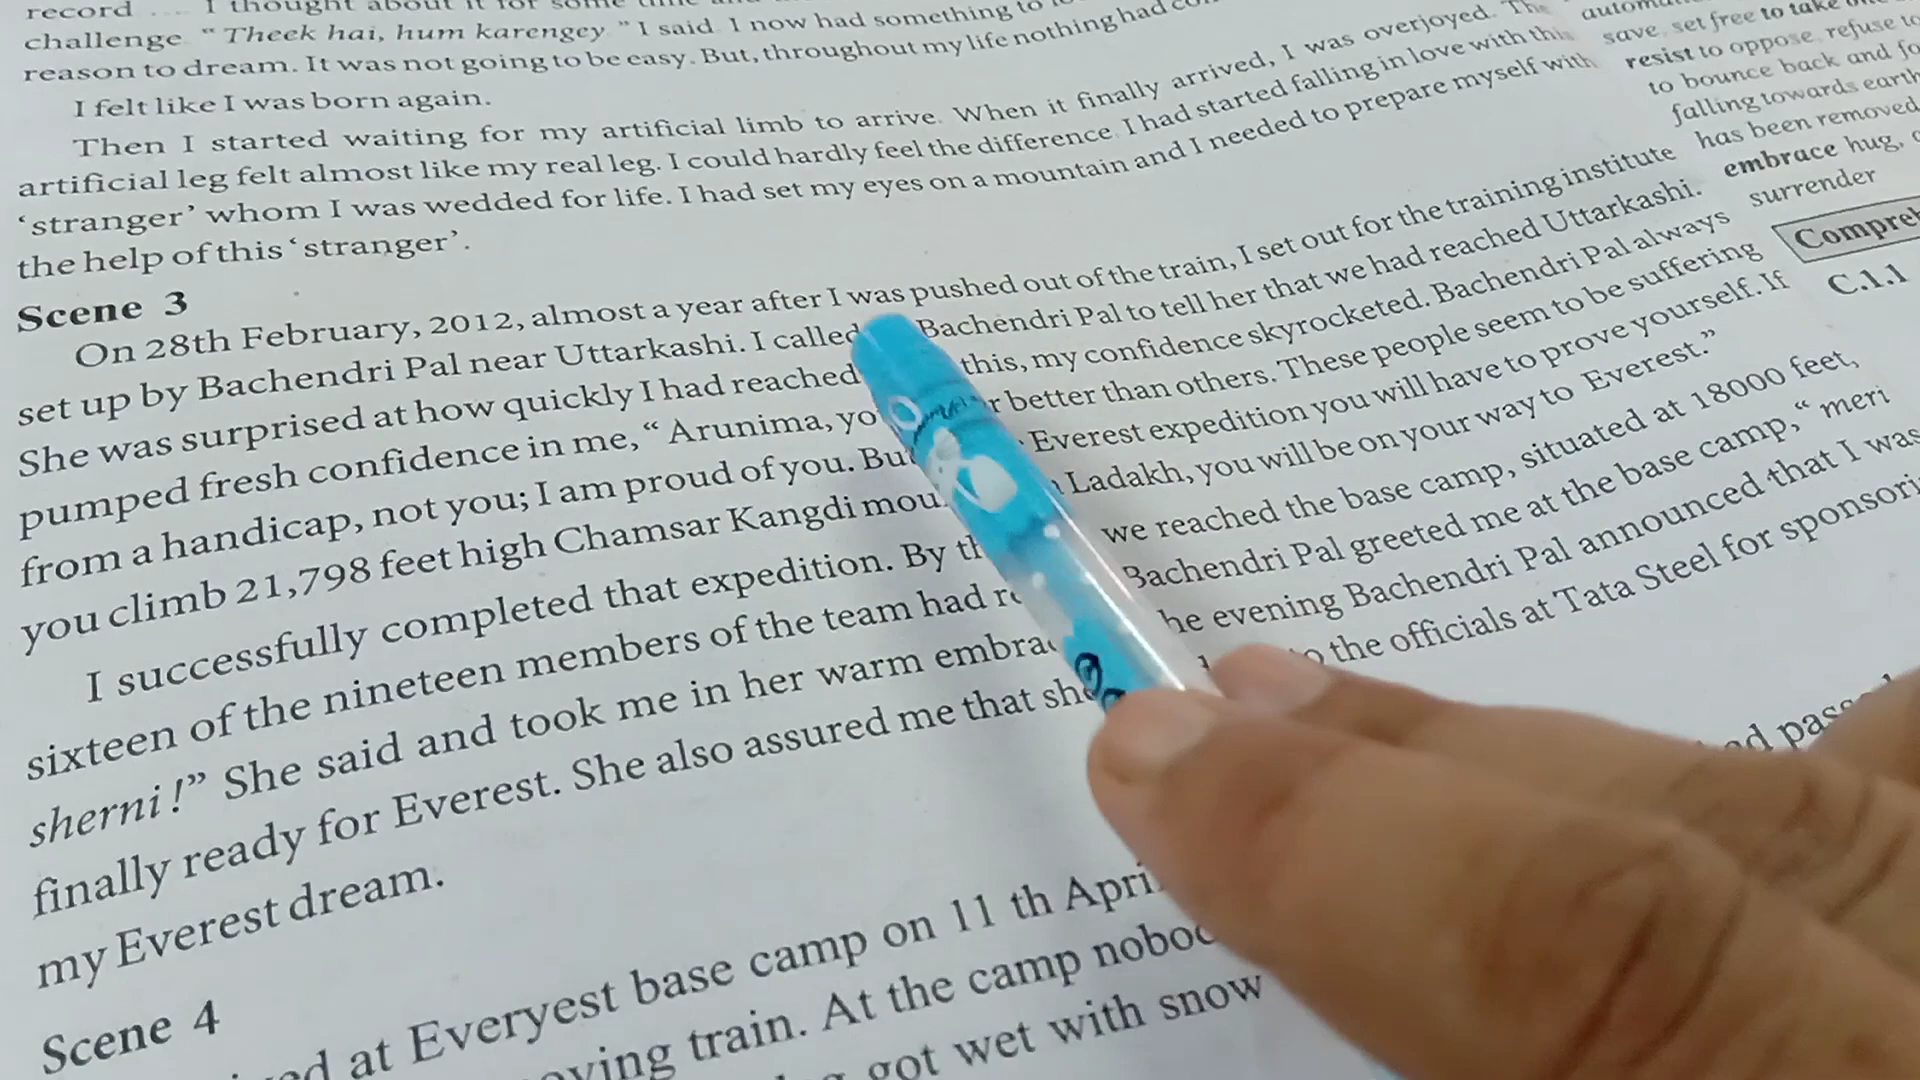 record .... I thought about it for some time and
challenge "Theek hai, hum karengey" I said. I now had something to
reason to dream. It was not going to be easy. But, throughout my life nothing had
I felt like I was born again.
Then I started waiting for my artificial limb to arrive. When it finally arrived, I was overjoyed. The
artificial leg felt almost like my real leg. I could hardly feel the difference. I had started falling in love with this
'stranger' whom I was wedded for life. I had set my eyes on a mountain and I needed to prepare myself with
the help of this 'stranger'.
Scene 3
On 28th February, 2012, almost a year after I was pushed out of the train, I set out for the training institute
set up by Bachendri Pal near Uttarkashi. I called Bachendri Pal to tell her that we had reached Uttarkashi.
She was surprised at how quickly I had reached this, my confidence skyrocketed. Bachendri Pal always
pumped fresh confidence in me, "Arunima, better than others. These people seem to be suffering
from a handicap, not you; I am proud of you. Everest expedition you will have to prove yourself. If
you climb 21,798 feet high Chamsar Kangdi Ladakh, you will be on your way to Everest."
I successfully completed that expedition. By we reached the base camp, situated at 18000 feet,
sixteen of the nineteen members of the team had Bachendri Pal greeted me at the base camp, "meri
sherni!" She said and took me in her warm evening Bachendri Pal announced that I was
finally ready for Everest. She also assured me that to the officials at Tata Steel for
my Everest dream.
Scene 4
at Everyest base camp on 11 th
train. At the camp
got wet with snow
save, set free to take
resist to oppose, refuse to
to bounce back and
falling towards earth
has been removed
embrace hug,
surrender
C.1.1